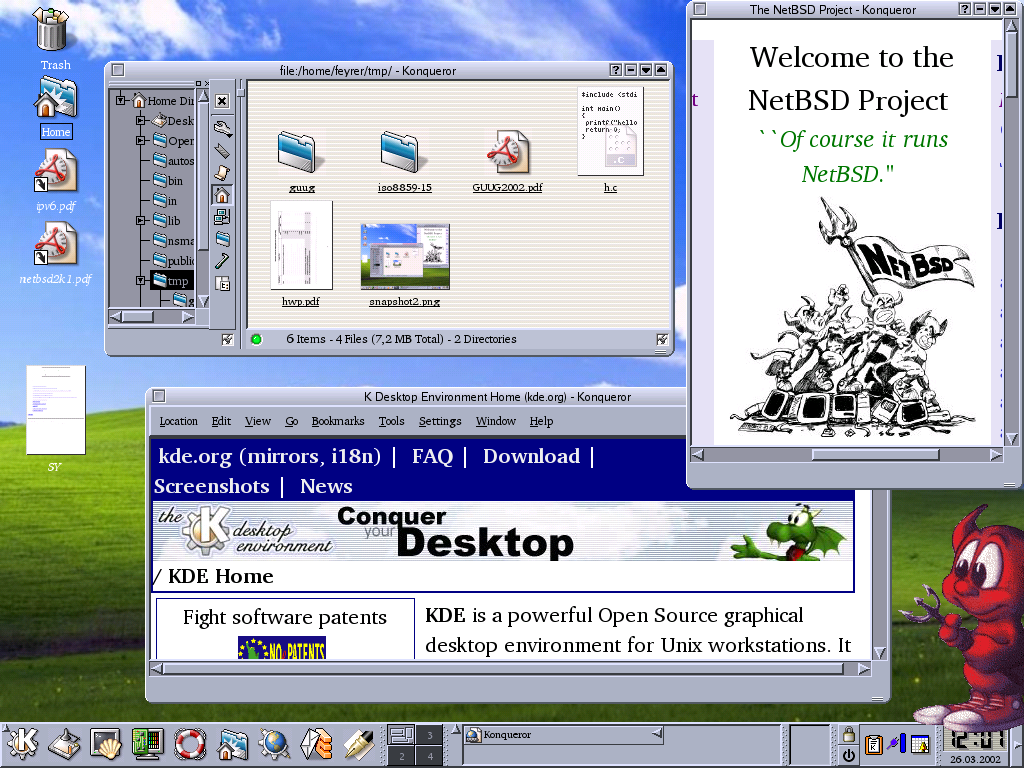 Trash
Home
ipv6.pdf
netbsd2k1.pdf
SY
file:/home/feyrer/tmp/ - Konqueror
Home Dir
Desk
Oper
autos
bin
in
lib
nsma
public
tmp
#include <stdi
int main()
{
printf("hello
return 0;
}
.C
guug
iso8859-15
GUUG2002.pdf
h.c
hwp.pdf
snapshot2.png
6 Items - 4 Files (7,2 MB Total) - 2 Directories
The NetBSD Project - Konqueror
t
Welcome to the
NetBSD Project
``Of course it runs
NetBSD."
NETBSD
K Desktop Environment Home (kde.org) - Konqueror
Location Edit View Go Bookmarks Tools Settings Window Help
kde.org (mirrors, i18n) | FAQ | Download |
Screenshots | News
the K desktop environment
Conquer
your Desktop
/ KDE Home
Fight software patents
NO PATENTS
KDE is a powerful Open Source graphical
desktop environment for Unix workstations. It
K
3
2 4
Konqueror
12:07
26.03.2002